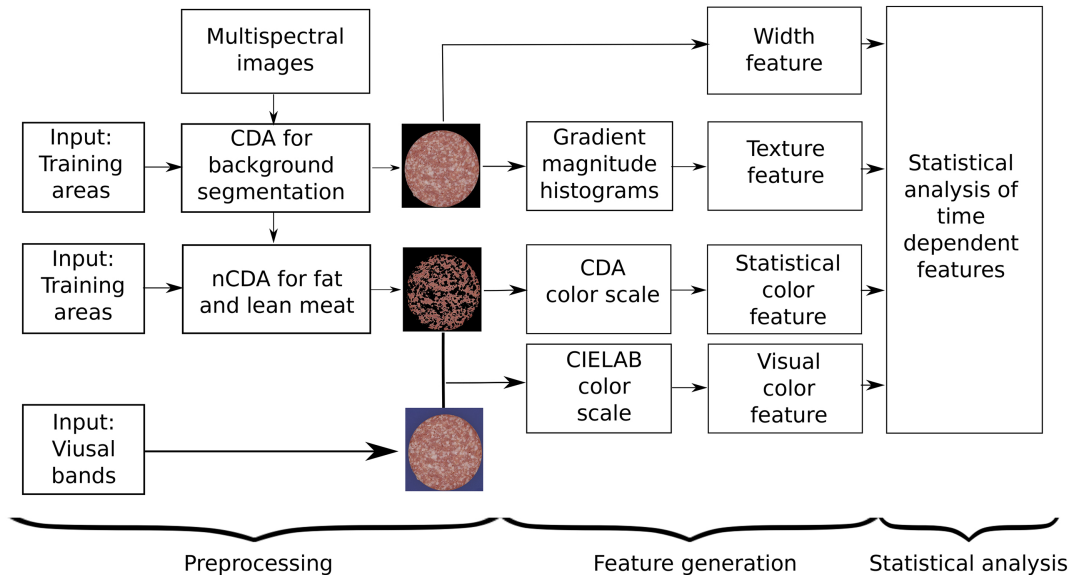 Multispectral
images
Width
feature
Input:
Training
areas
CDA for
background
segmentation
Gradient
magnitude
histograms
Texture
feature
Statistical
analysis of
time
dependent
features
Input:
Training
areas
nCDA for fat
and lean meat
CDA
color scale
Statistical
color
feature
CIELAB
color
scale
Visual
color
feature
Input:
Viusal
bands
Preprocessing
Feature generation
Statistical analysis